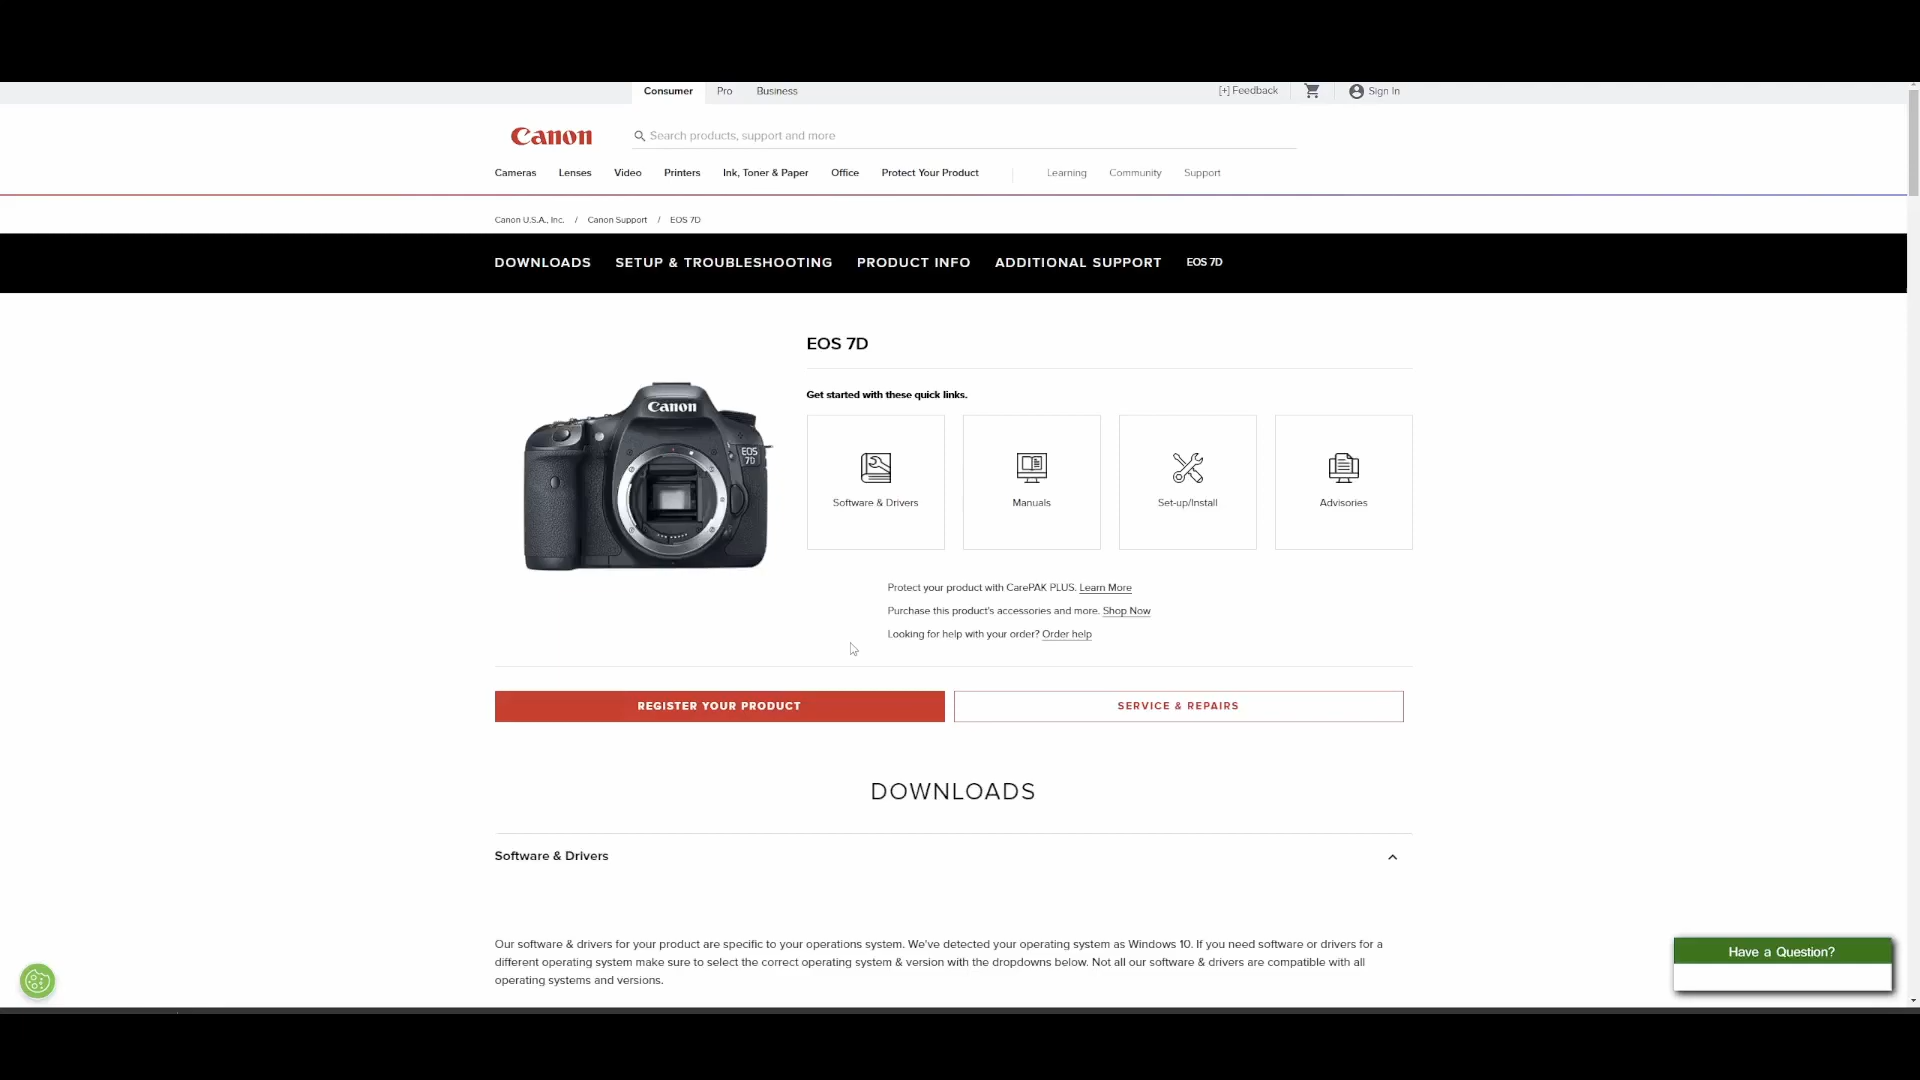 Consumer Pro Business [+] Feedback Sign In
Canon Search products, support and more
Cameras Lenses Video Printers Ink, Toner & Paper Office Protect Your Product Learning Community Support
Canon U.S.A., Inc. / Canon Support / EOS 7D
DOWNLOADS SETUP & TROUBLESHOOTING PRODUCT INFO ADDITIONAL SUPPORT EOS 7D
EOS 7D
Get started with these quick links.
Canon
EOS
7D
Software & Drivers Manuals Set-up/Install Advisories
Protect your product with CarePAK PLUS. Learn More
Purchase this product's accessories and more. Shop Now
Looking for help with your order? Order help
REGISTER YOUR PRODUCT SERVICE & REPAIRS
DOWNLOADS
Software & Drivers
Our software & drivers for your product are specific to your operations system. We've detected your operating system as Windows 10. If you need software or drivers for a
different operating system make sure to select the correct operating system & version with the dropdowns below. Not all our software & drivers are compatible with all
operating systems and versions.
Have a Question?